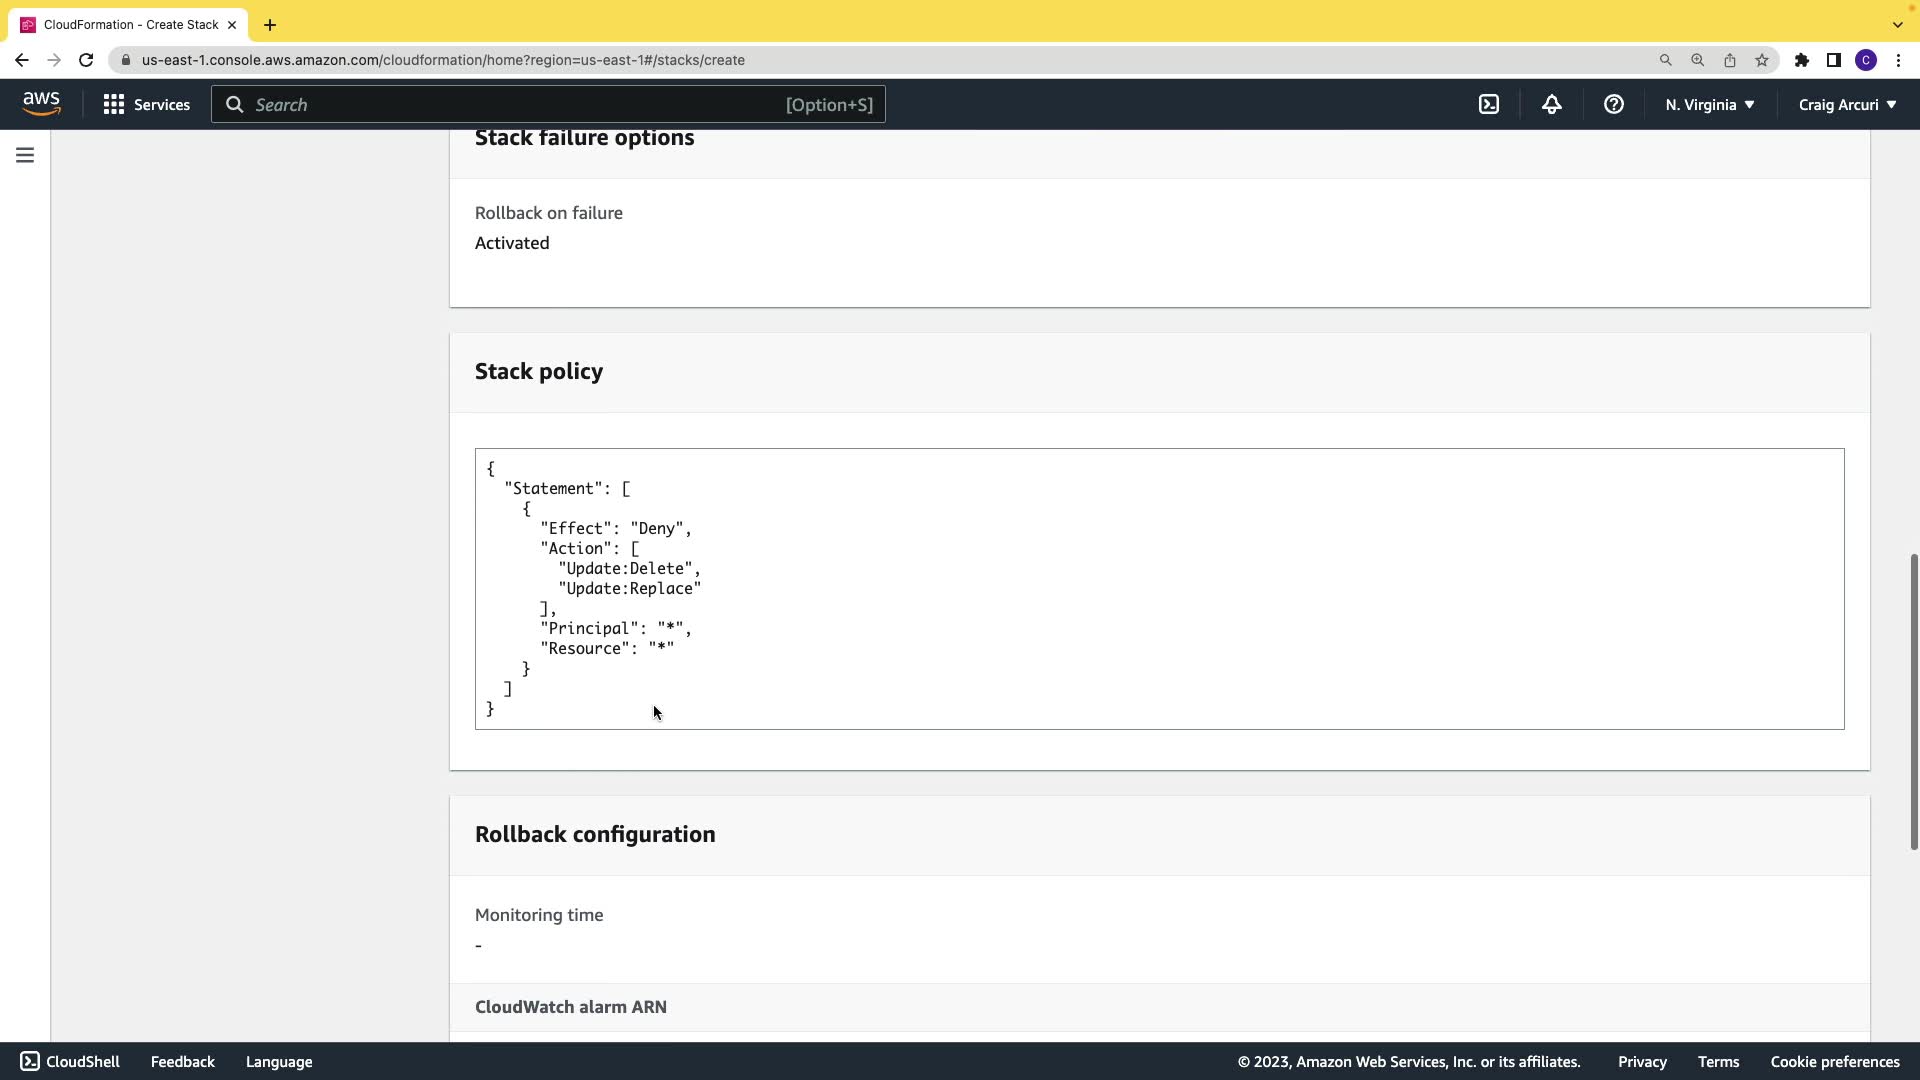 CloudFormation - Create Stack
us-east-1.console.aws.amazon.com/cloudformation/home?region=us-east-1#/stacks/create
C
aws
Services
Search
[Option+S]
N. Virginia
Craig Arcuri
Stack failure options
Rollback on failure
Activated
Stack policy
{
"Statement": [
{
"Effect": "Deny",
"Action": [
"Update:Delete",
"Update:Replace"
],
"Principal": "*",
"Resource": "*"
}
]
}
Rollback configuration
Monitoring time
-
CloudWatch alarm ARN
CloudShell
Feedback
Language
© 2023, Amazon Web Services, Inc. or its affiliates.
Privacy
Terms
Cookie preferences